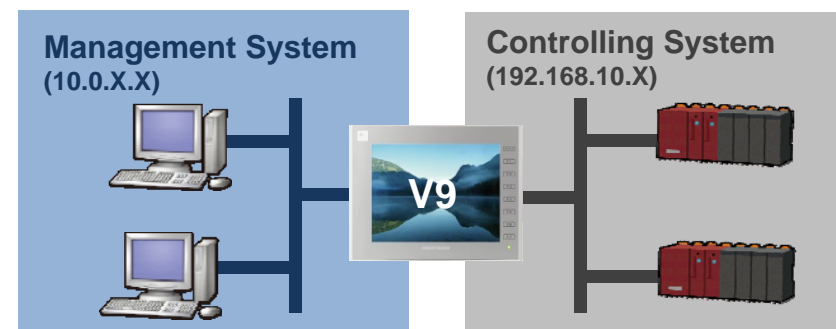 Management System
(10.0.X.X)
Controlling System
(192.168.10.X)
V9